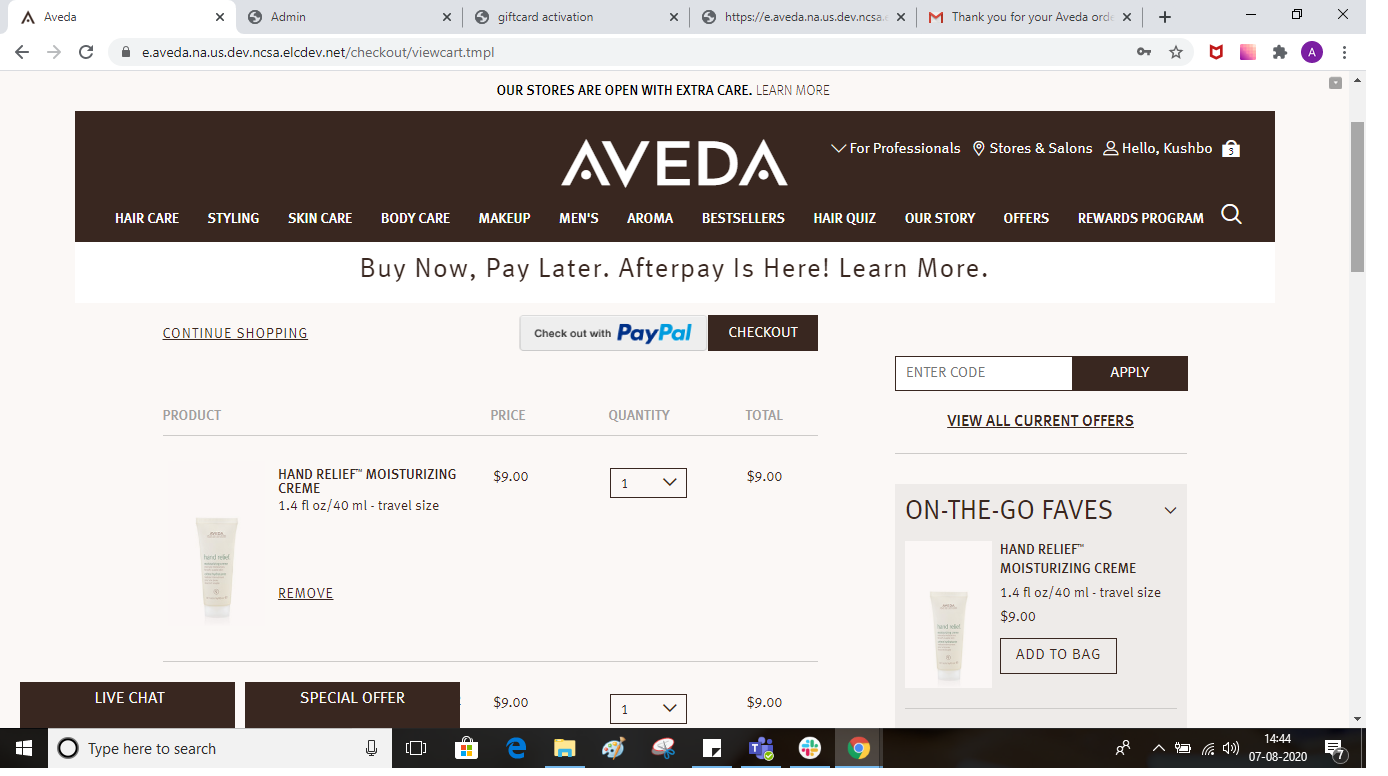 Aveda
Admin
giftcard activation
https://e.aveda.na.us.dev.ncsa.e
Thank you for your Aveda orde
e.aveda.na.us.dev.ncsa.elcdev.net/checkout/viewcart.tmpl
A
OUR STORES ARE OPEN WITH EXTRA CARE. LEARN MORE
AVEDA
For Professionals
Stores & Salons
Hello, Kushbo
3
HAIR CARE
STYLING
SKIN CARE
BODY CARE
MAKEUP
MEN'S
AROMA
BESTSELLERS
HAIR QUIZ
OUR STORY
OFFERS
REWARDS PROGRAM
Buy Now, Pay Later. Afterpay Is Here! Learn More.
CONTINUE SHOPPING
Check out with PayPal
CHECKOUT
ENTER CODE
APPLY
VIEW ALL CURRENT OFFERS
PRODUCT
PRICE
QUANTITY
TOTAL
HAND RELIEF™ MOISTURIZING
CREME
1.4 fl oz/40 ml - travel size
$9.00
1
$9.00
hand relief
REMOVE
ON-THE-GO FAVES
HAND RELIEF™
MOISTURIZING CREME
1.4 fl oz/40 ml - travel size
$9.00
hand relief
ADD TO BAG
LIVE CHAT
SPECIAL OFFER
$9.00
1
$9.00
Type here to search
14:44
07-08-2020
7